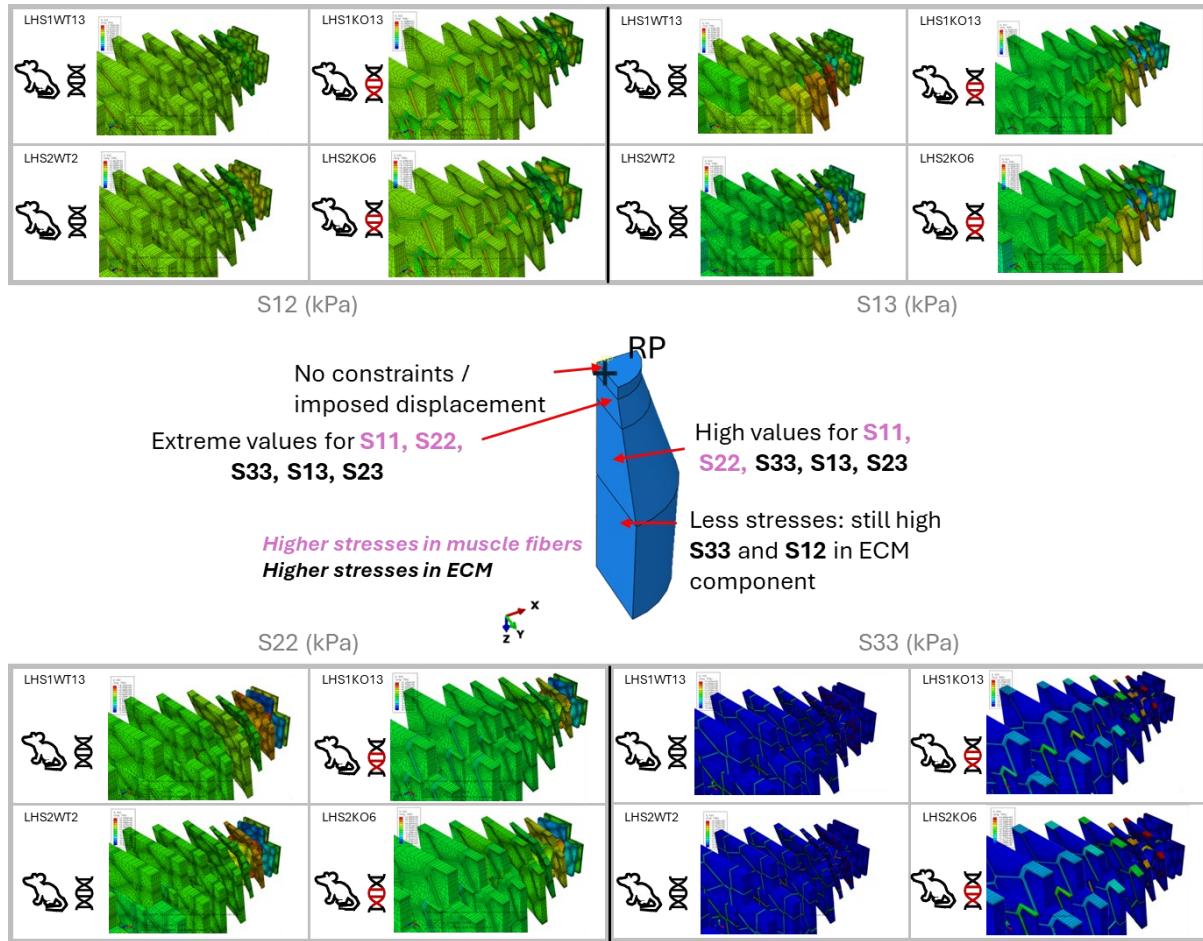 LHS1WT13
LHS1KO13
LHS1WT13
LHS1KO13
LHS2WT2
LHS2KO6
LHS2WT2
LHS2KO6
S12 (kPa)
S13 (kPa)
RP
No constraints /
imposed displacement
Extreme values for S11, S22,
S33, S13, S23
High values for S11,
S22, S33, S13, S23
Less stresses: still high
S33 and S12 in ECM
component
Higher stresses in muscle fibers
Higher stresses in ECM
X
Y
Z
S22 (kPa)
S33 (kPa)
LHS1WT13
LHS1KO13
LHS1WT13
LHS1KO13
LHS2WT2
LHS2KO6
LHS2WT2
LHS2KO6